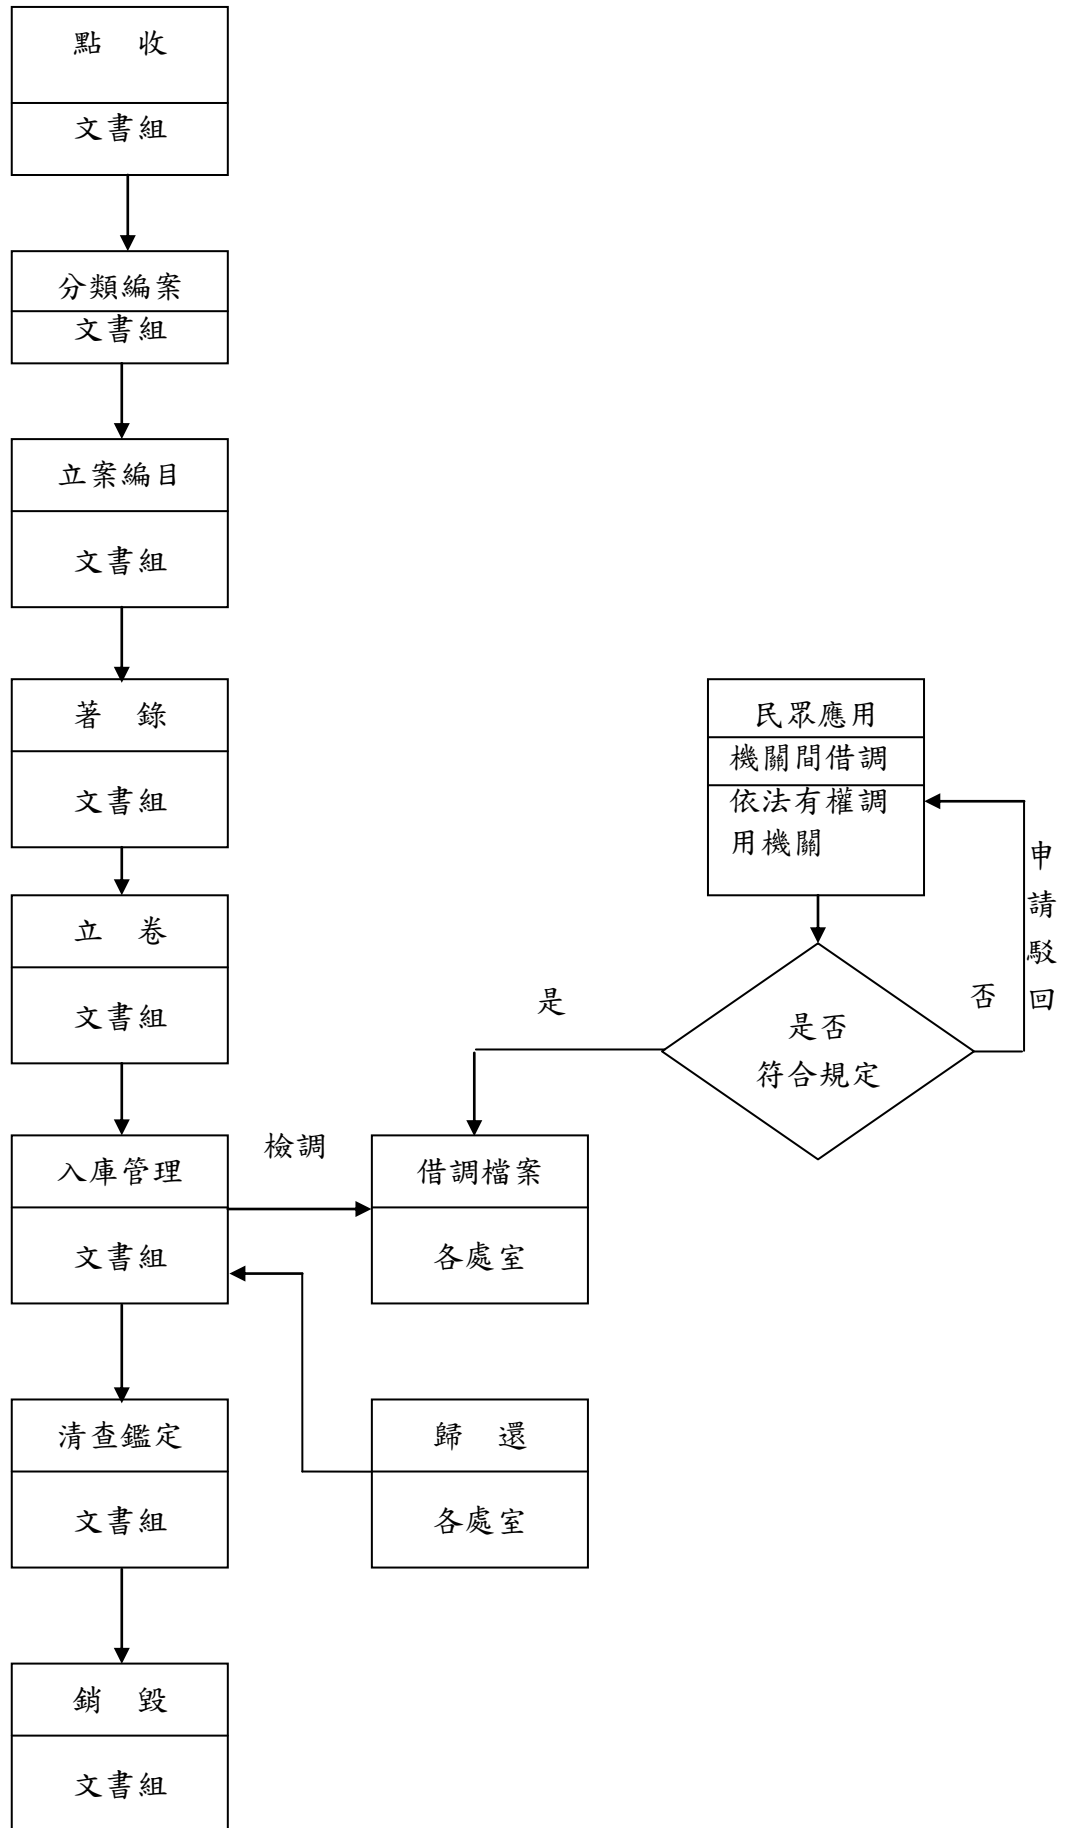 點　收
文書組
分類編案
文書組
立案編目
文書組
著　錄
文書組
立　卷
文書組
入庫管理
文書組
檢調
借調檔案
各處室
清查鑑定
文書組
歸　還
各處室
銷　毀
文書組
民眾應用
機關間借調
依法有權調
用機關
是否
符合規定
是
否
申請駁回